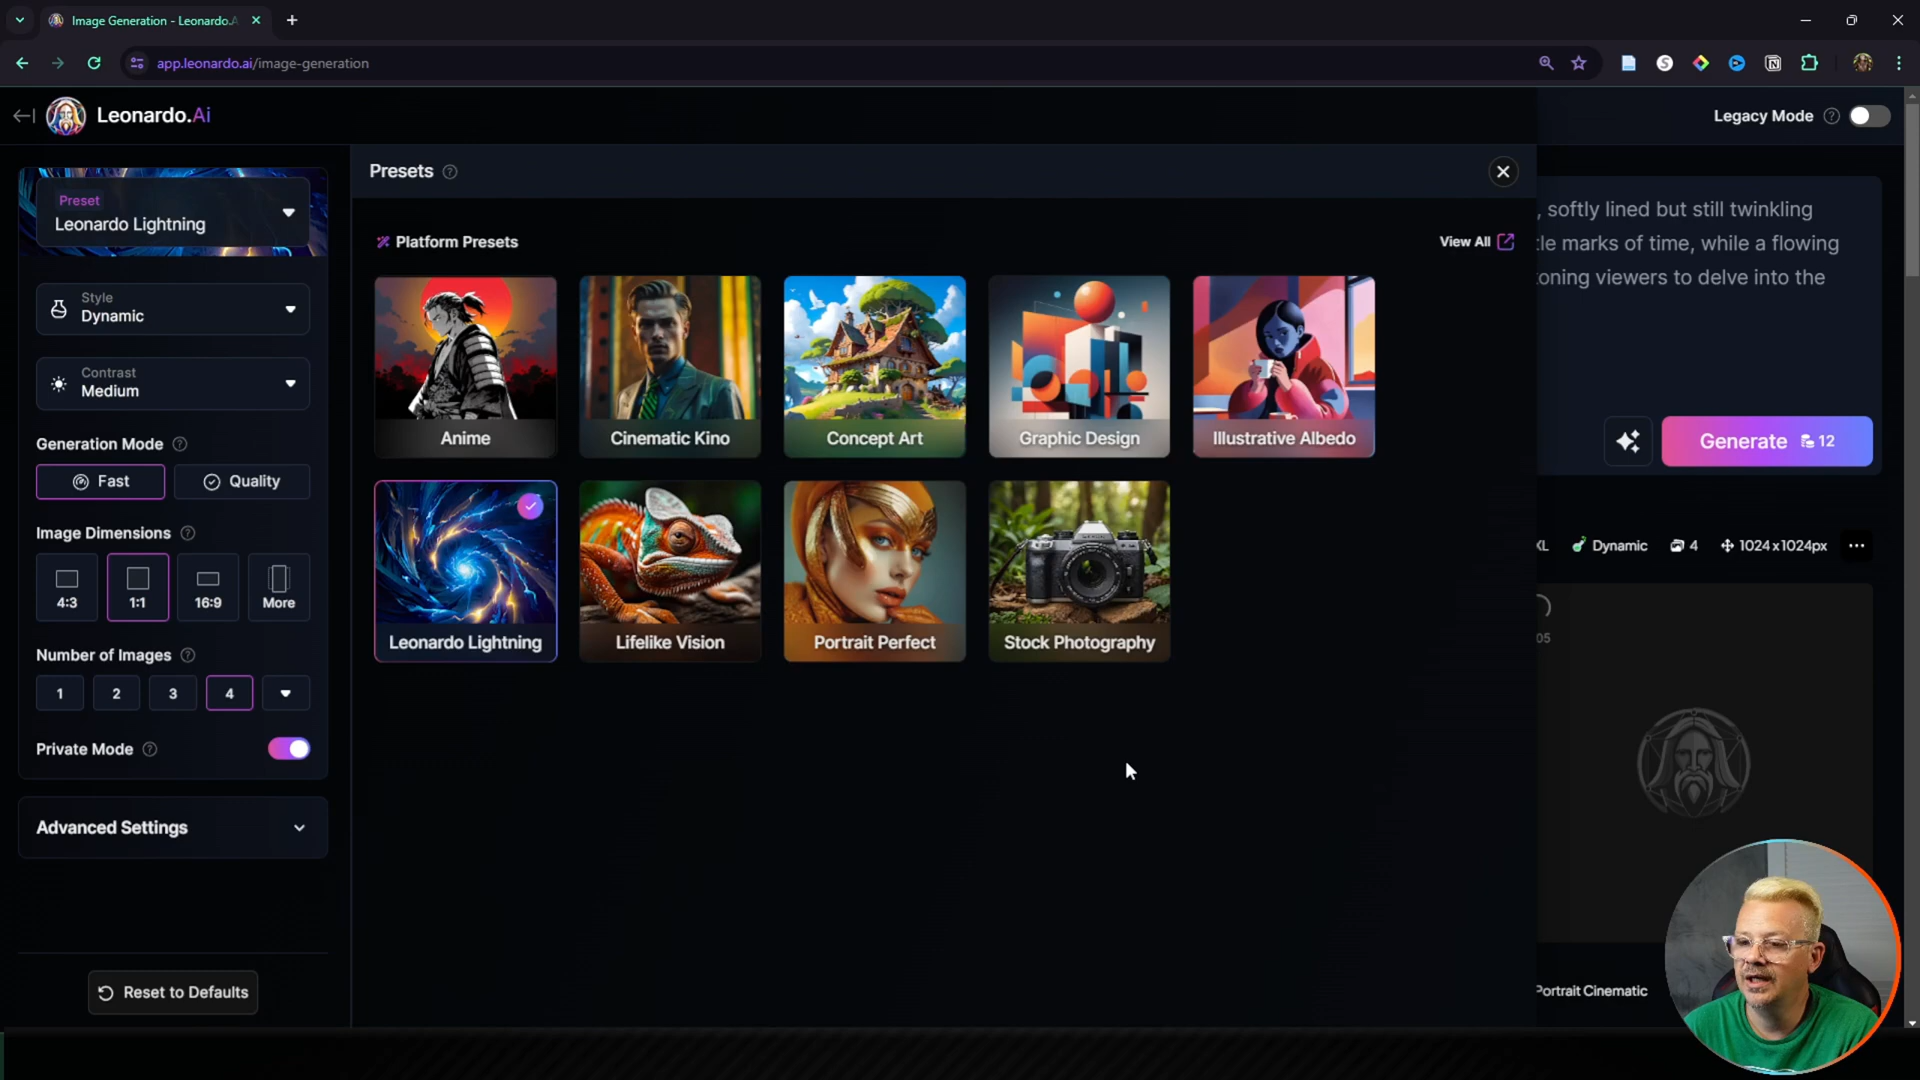 Image Generation - Leonardo.A
app.leonardo.ai/image-generation
Leonardo.Ai
Legacy Mode
Presets
Preset
Leonardo Lightning
Style
Dynamic
Contrast
Medium
Generation Mode
Fast
Quality
Image Dimensions
4:3
1:1
16:9
More
Number of Images
1
2
3
4
Private Mode
Advanced Settings
Reset to Defaults
Platform Presets
View All
Anime
Cinematic Kino
Concept Art
Graphic Design
Illustrative Albedo
Leonardo Lightning
Lifelike Vision
Portrait Perfect
Stock Photography
, softly lined but still twinkling
le marks of time, while a flowing
oning viewers to delve into the
Generate 12
XL
Dynamic
4
1024x1024px
05
Portrait Cinematic